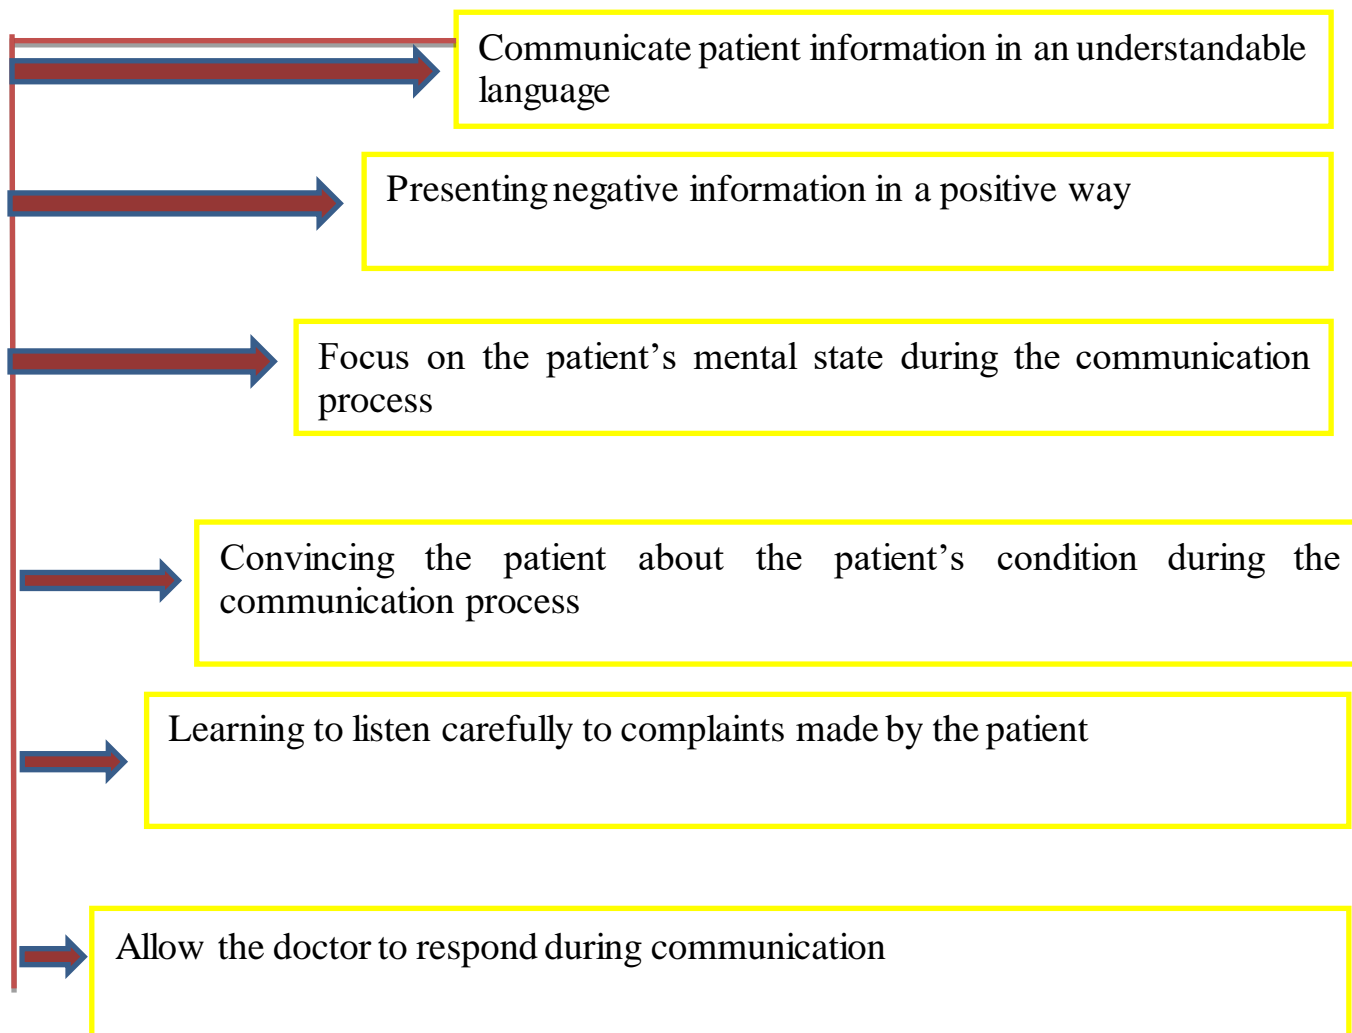 Communicate patient information in an understandable
language
Presenting negative information in a positive way
Focus on the patient’s mental state during the communication
process
Convincing the patient about the patient’s condition during the
communication process
Learning to listen carefully to complaints made by the patient
Allow the doctor to respond during communication